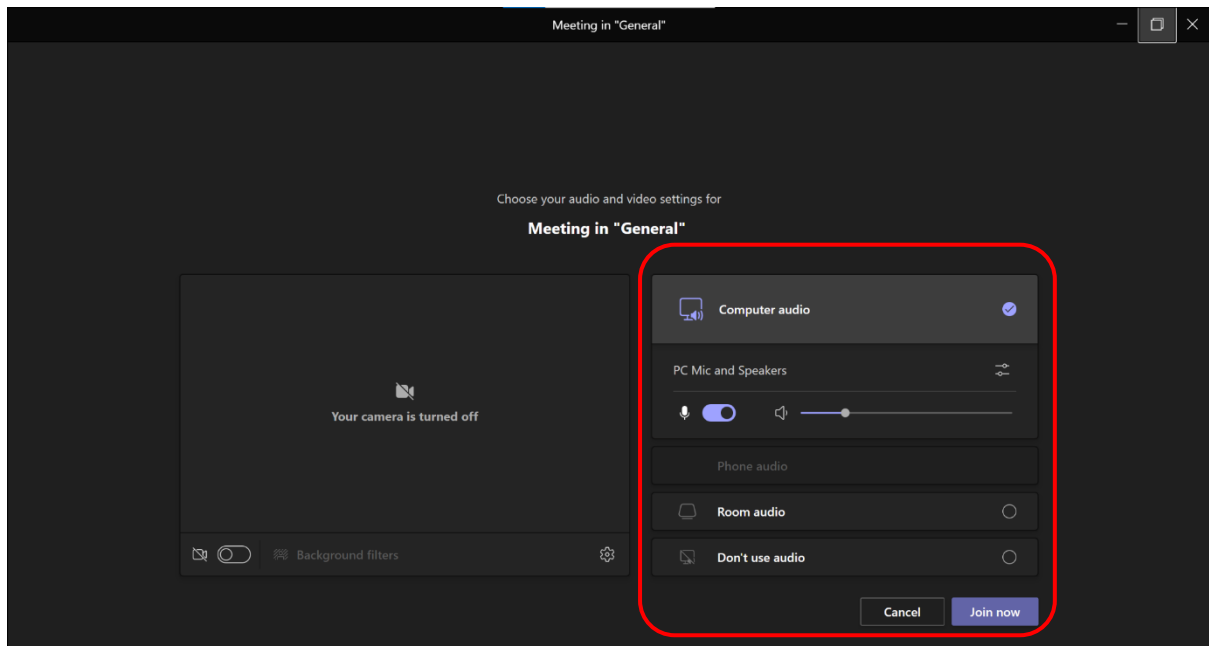 Meeting in "General"
Choose your audio and video settings for
Meeting in "General"
Your camera is turned off
Background filters
Computer audio
PC Mic and Speakers
Phone audio
Room audio
Don't use audio
Cancel
Join now